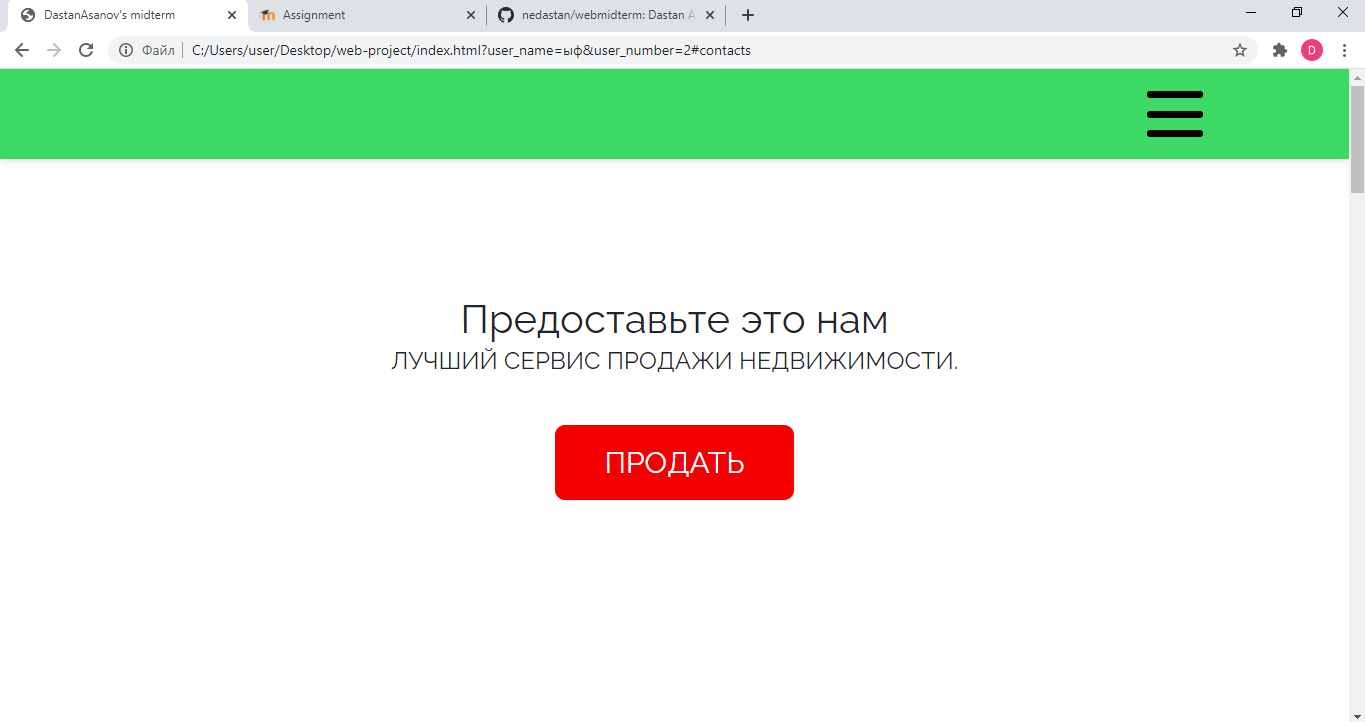 DastanAsanov's midterm
Assignment
nedastan/webmidterm: Dastan A
Файл
C:/Users/user/Desktop/web-project/index.html?user_name=ыф&user_number=2#contacts
D
Предоставьте это нам
ЛУЧШИЙ СЕРВИС ПРОДАЖИ НЕДВИЖИМОСТИ.
ПРОДАТЬ